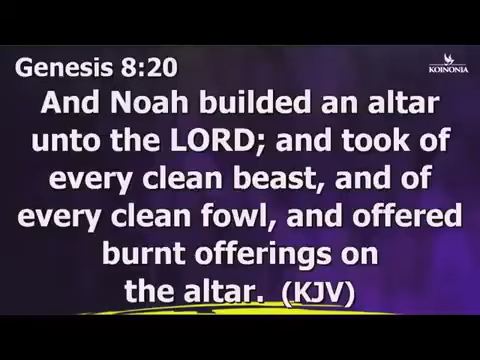 Genesis 8:20
KOINONIA
And Noah builded an altar
unto the LORD; and took of
every clean beast, and of
every clean fowl, and offered
burnt offerings on
the altar. (KJV)